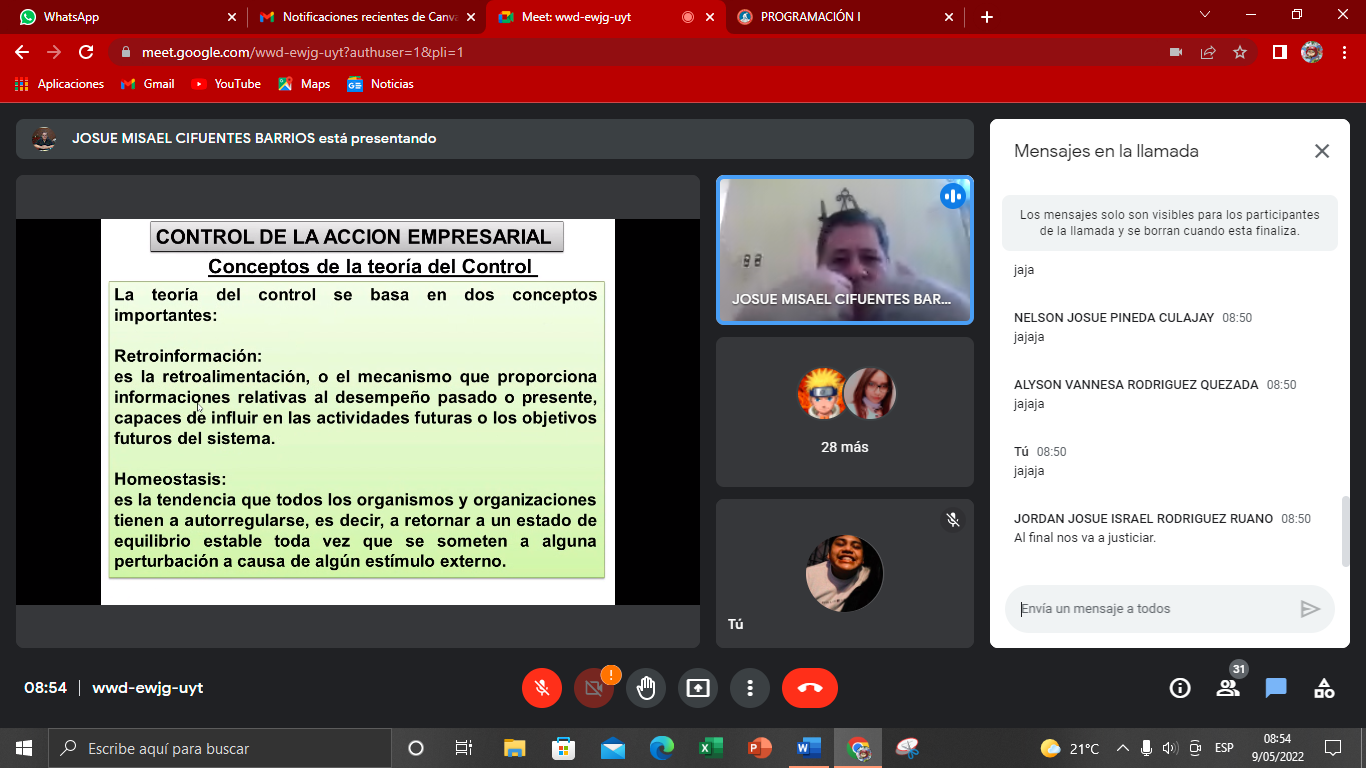 WhatsApp
Notificaciones recientes de Canva
Meet: wwd-ewjg-uyt
PROGRAMACIÓN I
meet.google.com/wwd-ewjg-uyt?authuser=1&pli=1
Aplicaciones
Gmail
YouTube
Maps
Noticias
JOSUE MISAEL CIFUENTES BARRIOS está presentando
CONTROL DE LA ACCION EMPRESARIAL
Conceptos de la teoría del Control
La teoría del control se basa en dos conceptos
importantes:
Retroinformación:
es la retroalimentación, o el mecanismo que proporciona
informaciones relativas al desempeño pasado o presente,
capaces de influir en las actividades futuras o los objetivos
futuros del sistema.
Homeostasis:
es la tendencia que todos los organismos y organizaciones
tienen a autorregularse, es decir, a retornar a un estado de
equilibrio estable toda vez que se someten a alguna
perturbación a causa de algún estímulo externo.
JOSUE MISAEL CIFUENTES BAR...
28 más
Tú
Mensajes en la llamada
Los mensajes solo son visibles para los participantes
de la llamada y se borran cuando esta finaliza.
jaja
NELSON JOSUE PINEDA CULAJAY 08:50
jajaja
ALYSON VANNESA RODRIGUEZ QUEZADA 08:50
jajaja
Tú 08:50
jajaja
JORDAN JOSUE ISRAEL RODRIGUEZ RUANO 08:50
Al final nos va a justiciar.
Envía un mensaje a todos
08:54 | wwd-ewjg-uyt
31
Escribe aquí para buscar
21°C
ESP
08:54
9/05/2022